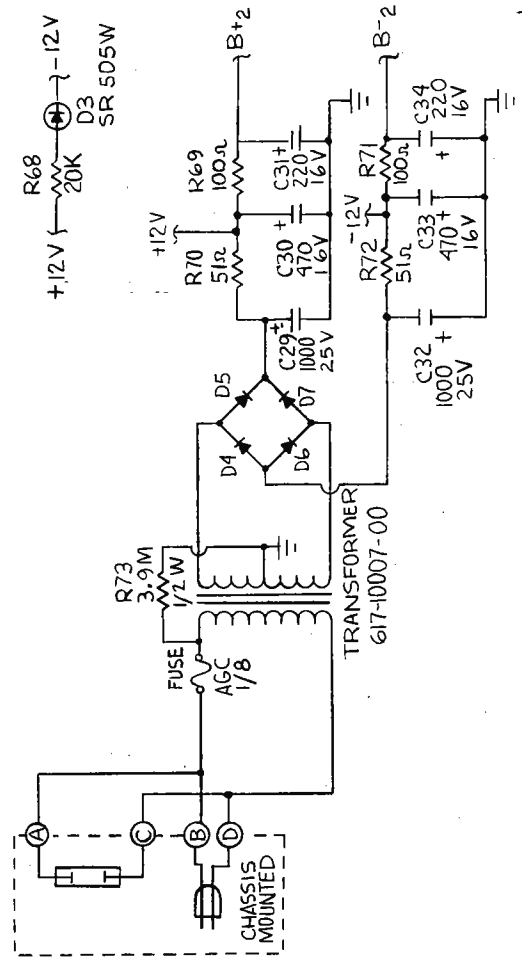 +12V
R68
20K
D3
SR 505W
-12V
R73
3.9M
1/2W
FUSE
AGC
1/8
A
C
B
D
CHASSIS
MOUNTED
TRANSFORMER
617-10007-00
D4
D5
D6
D7
R70
51Ω
+12V
R69
100Ω
B+2
C29
1000
25V
+
C30
470
16V
+
C31
220
16V
+
R72
51Ω
-12V
R71
100Ω
B-2
C32
1000
25V
+
C33
470
16V
+
C34
220
16V
+